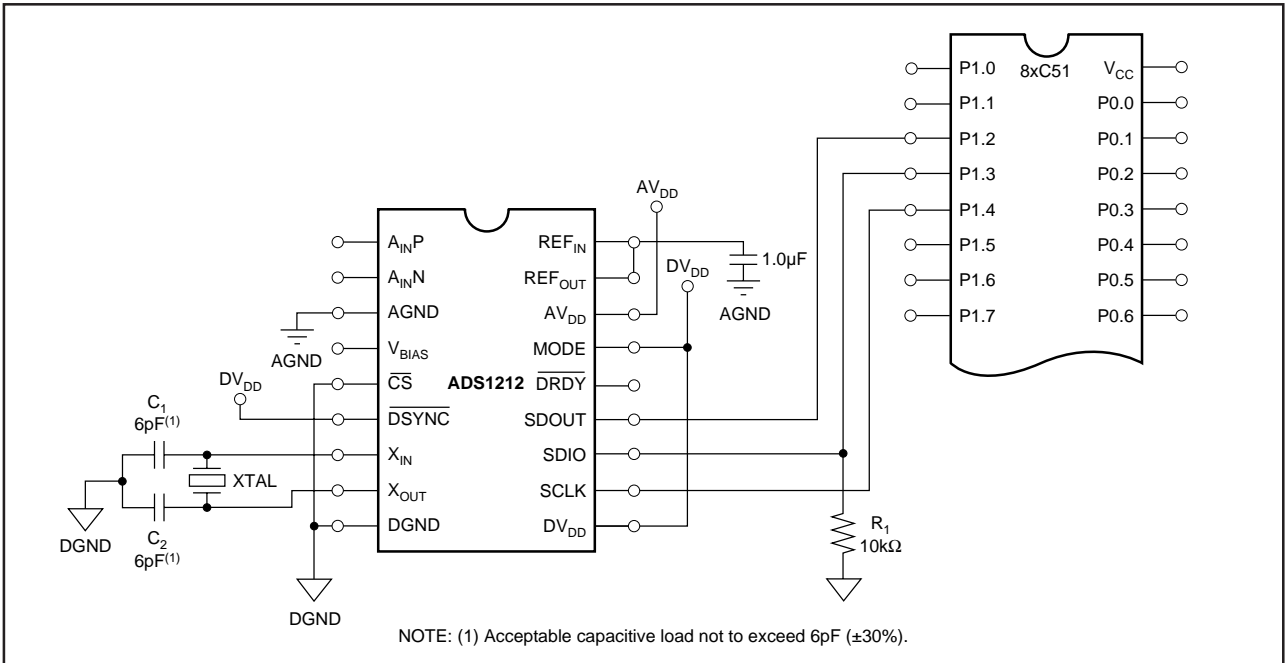 P1.0 8xC51 VCC
P1.1 P0.0
P1.2 P0.1
P1.3 P0.2
P1.4 P0.3
P1.5 P0.4
P1.6 P0.5
P1.7 P0.6
AVDD
DVDD
1.0µF
AGND
AINP REFIN
AINN REFOUT
AGND AVDD
VBIAS MODE
CS ADS1212 DRDY
DSYNC SDOUT
XIN SDIO
XOUT SCLK
DGND DVDD
AGND
DVDD
C1
6pF(1)
XTAL
C2
6pF(1)
DGND
DGND
R1
10kΩ
NOTE: (1) Acceptable capacitive load not to exceed 6pF (±30%).